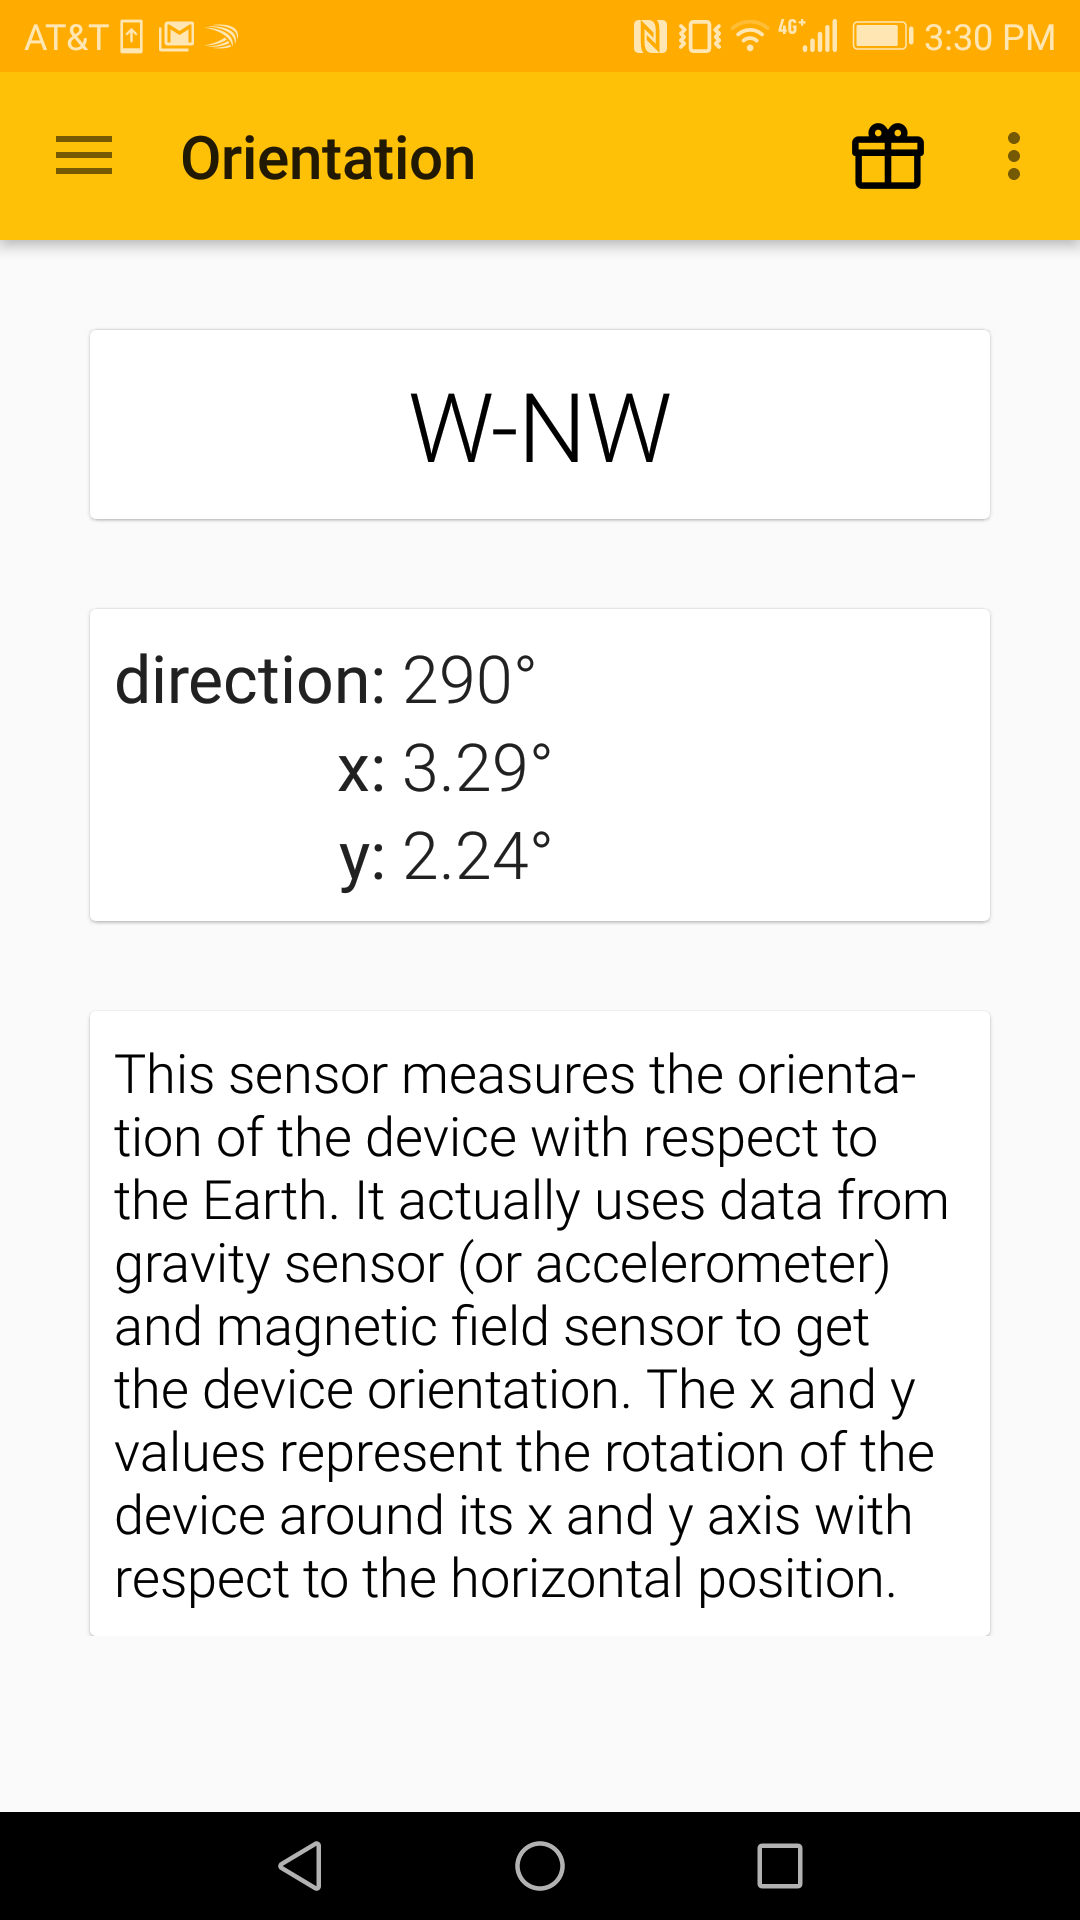 AT&T 4G+ 3:30 PM
Orientation
W-NW
direction: 290°
x: 3.29°
y: 2.24°
This sensor measures the orienta-
tion of the device with respect to
the Earth. It actually uses data from
gravity sensor (or accelerometer)
and magnetic field sensor to get
the device orientation. The x and y
values represent the rotation of the
device around its x and y axis with
respect to the horizontal position.